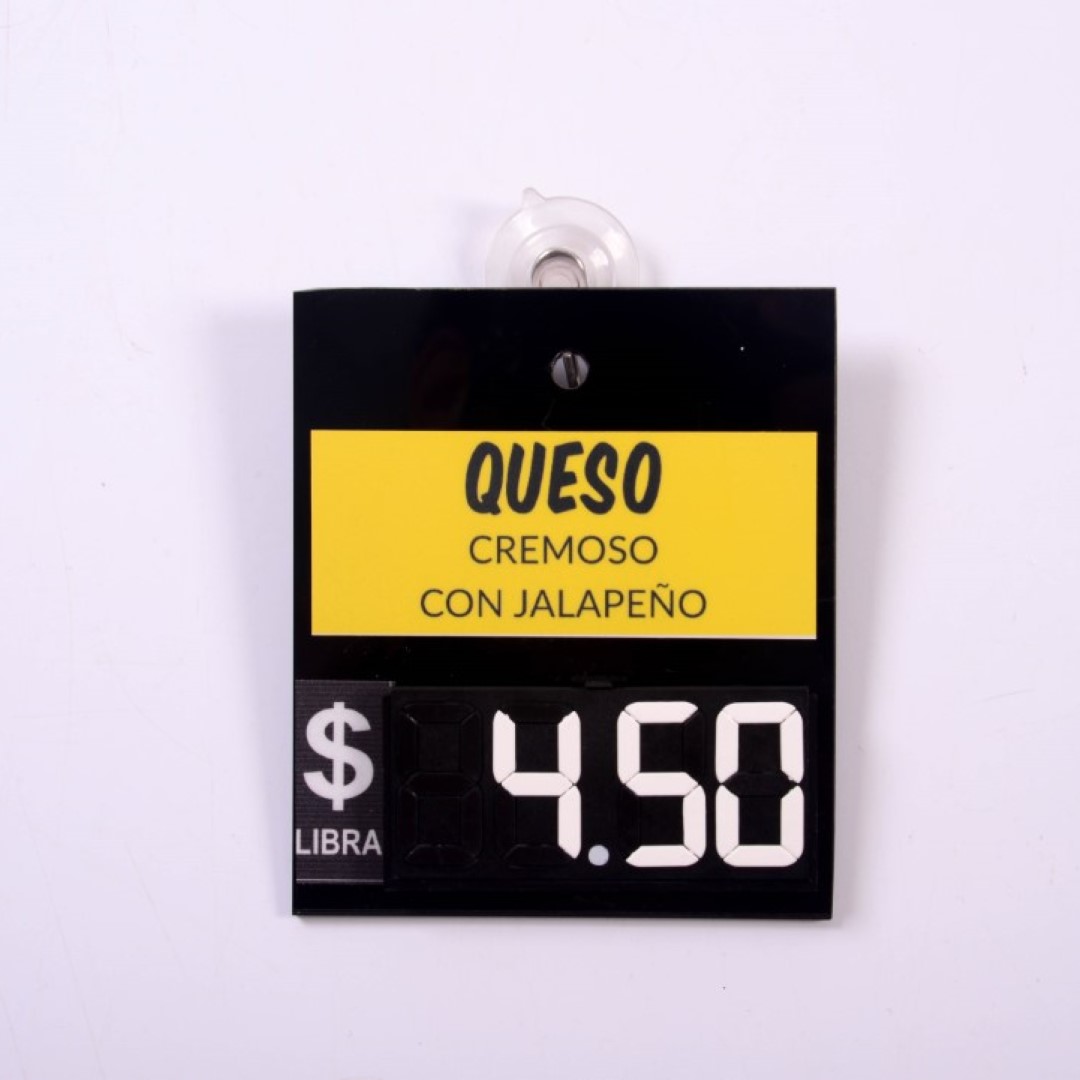 QUESO
CREMOSO
CON JALAPEÑO
$ 4.50
LIBRA